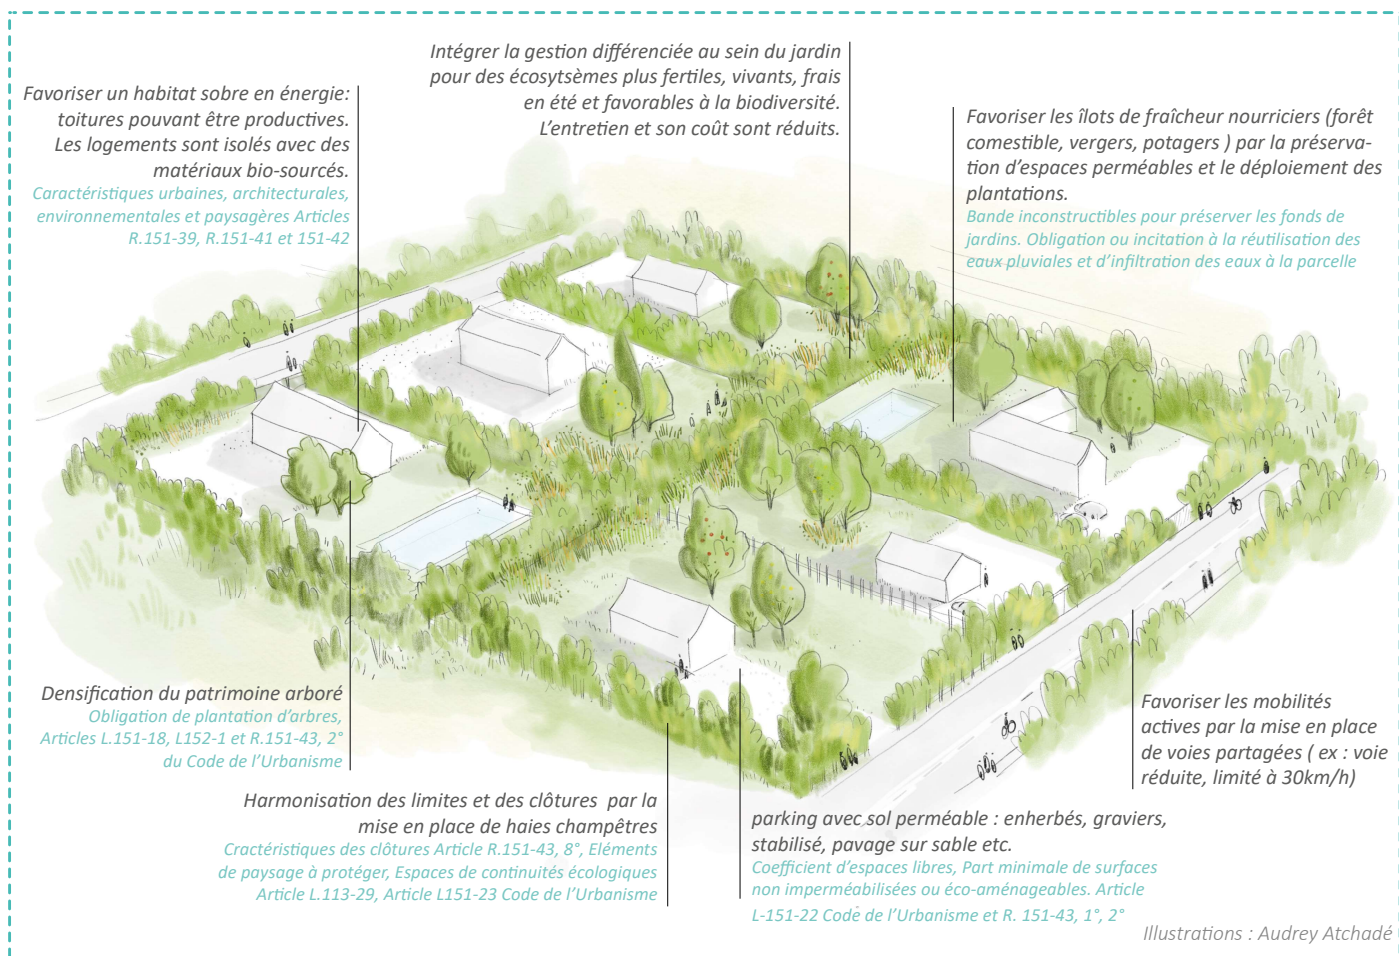 Intégrer la gestion différenciée au sein du jardin
pour des écosytsèmes plus fertiles, vivants, frais
en été et favorables à la biodiversité.
L'entretien et son coût sont réduits.
Favoriser un habitat sobre en énergie:
toitures pouvant être productives.
Les logements sont isolés avec des
matériaux bio-sourcés.
Caractéristiques urbaines, architecturales,
environnementales et paysagères Articles
R.151-39, R.151-41 et 151-42
Favoriser les îlots de fraîcheur nourriciers (forêt
comestible, vergers, potagers ) par la préserva-
tion d'espaces perméables et le déploiement des
plantations.
Bande inconstructibles pour préserver les fonds de
jardins. Obligation ou incitation à la réutilisation des
eaux pluviales et d'infiltration des eaux à la parcelle
Densification du patrimoine arboré
Obligation de plantation d'arbres,
Articles L.151-18, L152-1 et R.151-43, 2°
du Code de l'Urbanisme
Favoriser les mobilités
actives par la mise en place
de voies partagées ( ex : voie
réduite, limité à 30km/h)
Harmonisation des limites et des clôtures par la
mise en place de haies champêtres
Cractéristiques des clôtures Article R.151-43, 8°, Eléments
de paysage à protéger, Espaces de continuités écologiques
Article L.113-29, Article L151-23 Code de l'Urbanisme
parking avec sol perméable : enherbés, graviers,
stabilisé, pavage sur sable etc.
Coefficient d'espaces libres, Part minimale de surfaces
non imperméabilisées ou éco-aménageables. Article
L-151-22 Code de l'Urbanisme et R. 151-43, 1°, 2°
Illustrations : Audrey Atchadé